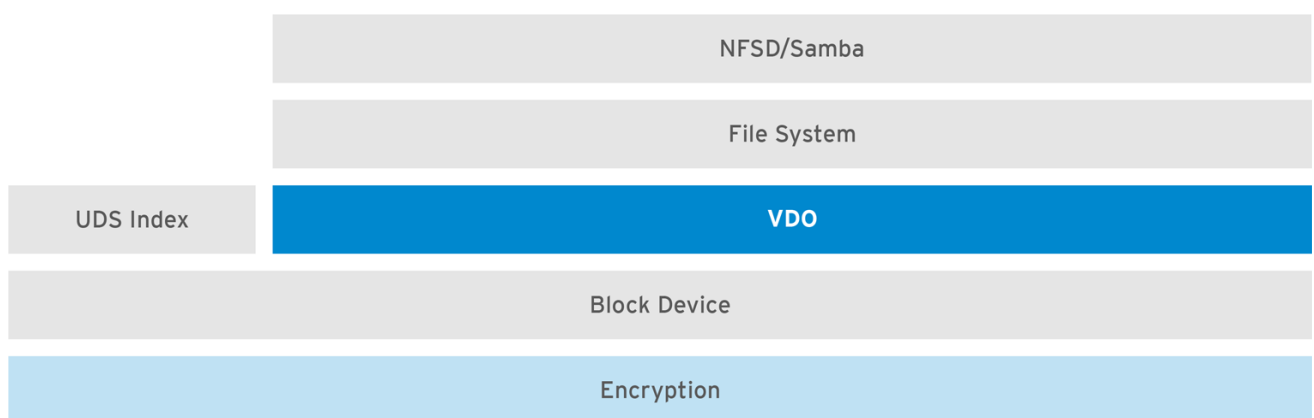 NFSD/Samba
File System
UDS Index
VDO
Block Device
Encryption